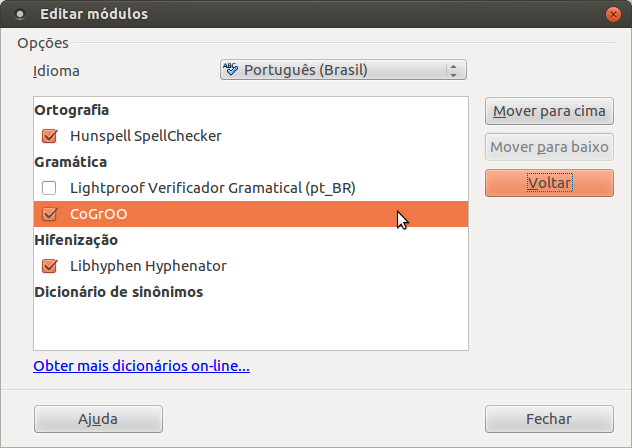 Editar módulos
Opções
Idioma
Português (Brasil)
Ortografia
Hunspell SpellChecker
Gramática
Lightproof Verificador Gramatical (pt_BR)
CoGrOO
Hifenização
Libhyphen Hyphenator
Dicionário de sinônimos
Mover para cima
Mover para baixo
Voltar
Obter mais dicionários on-line...
Ajuda
Fechar